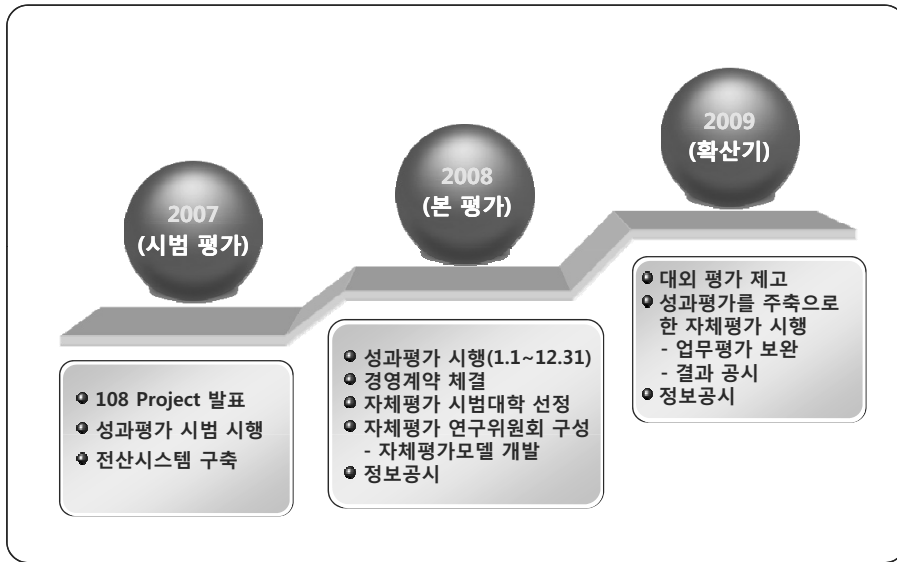 2007
(시범 평가)
108 Project 발표
성과평가 시범 시행
전산시스템 구축
2008
(본 평가)
성과평가 시행(1.1~12.31)
경영계약 체결
자체평가 시범대학 선정
자체평가 연구위원회 구성
- 자체평가모델 개발
정보공시
2009
(확산기)
대외 평가 제고
성과평가를 주축으로
한 자체평가 시행
- 업무평가 보완
- 결과 공시
정보공시